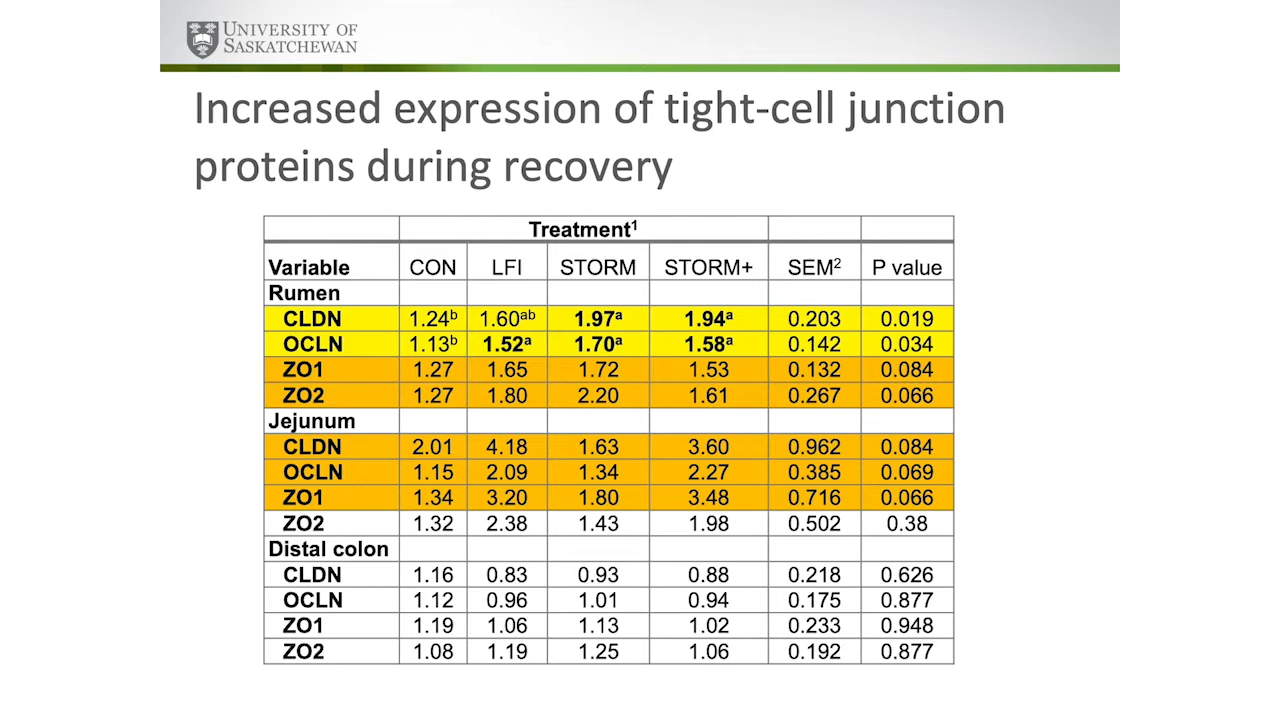 UNIVERSITY OF
SASKATCHEWAN
Increased expression of tight-cell junction
proteins during recovery
Treatment¹
Variable CON LFI STORM STORM+ SEM² P value
Rumen
CLDN 1.24ᵇ 1.60ᵃᵇ 1.97ᵃ 1.94ᵃ 0.203 0.019
OCLN 1.13ᵇ 1.52ᵃ 1.70ᵃ 1.58ᵃ 0.142 0.034
ZO1 1.27 1.65 1.72 1.53 0.132 0.084
ZO2 1.27 1.80 2.20 1.61 0.267 0.066
Jejunum
CLDN 2.01 4.18 1.63 3.60 0.962 0.084
OCLN 1.15 2.09 1.34 2.27 0.385 0.069
ZO1 1.34 3.20 1.80 3.48 0.716 0.066
ZO2 1.32 2.38 1.43 1.98 0.502 0.38
Distal colon
CLDN 1.16 0.83 0.93 0.88 0.218 0.626
OCLN 1.12 0.96 1.01 0.94 0.175 0.877
ZO1 1.19 1.06 1.13 1.02 0.233 0.948
ZO2 1.08 1.19 1.25 1.06 0.192 0.877